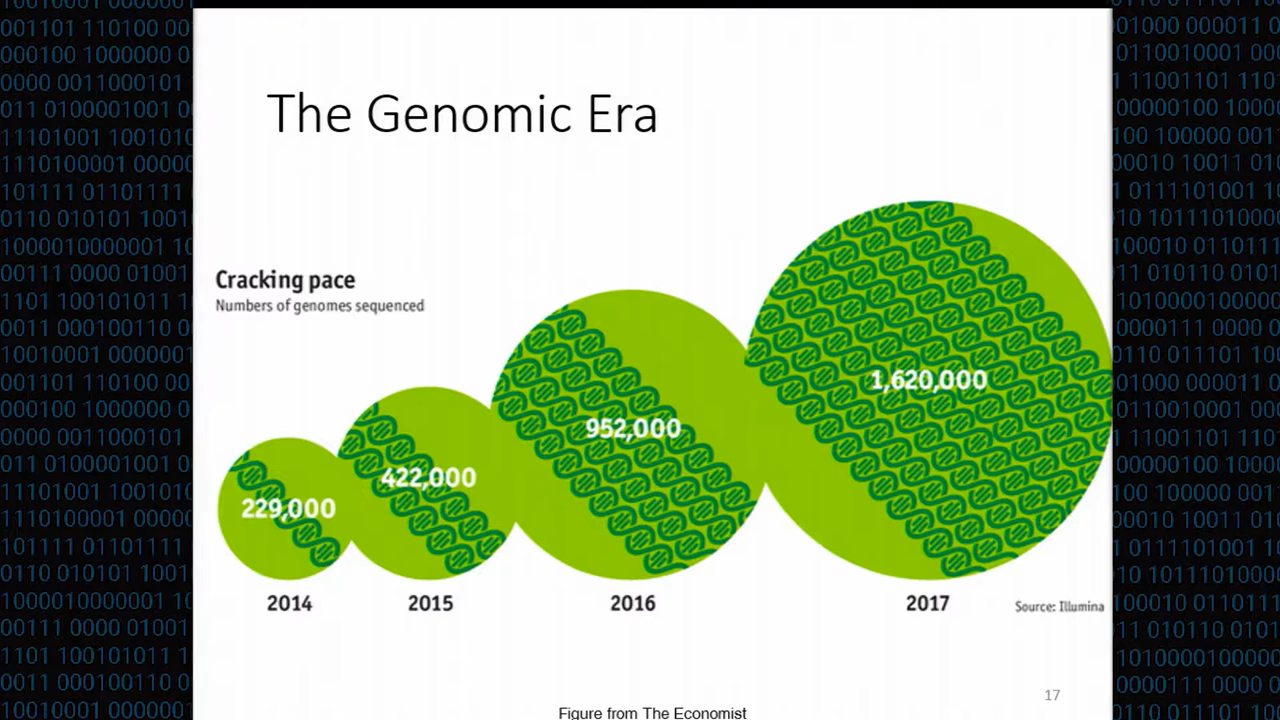 The Genomic Era
Cracking pace
Numbers of genomes sequenced
229,000
422,000
952,000
1,620,000
2014
2015
2016
2017
Source: Illumina
17
Figure from The Economist